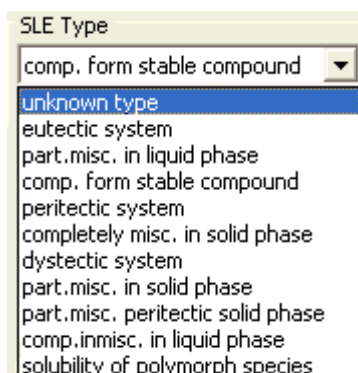 SLE Type
comp. form stable compound
unknown type
eutectic system
part.misc. in liquid phase
comp. form stable compound
peritectic system
completely misc. in solid phase
dystectic system
part.misc. in solid phase
part.misc. peritectic solid phase
comp.inmisc. in liquid phase
solubility of polymorph species